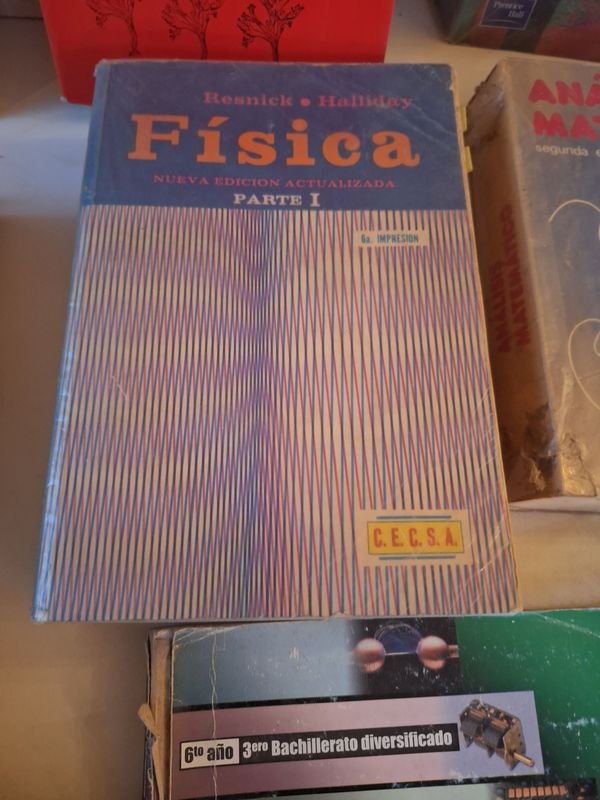 Prentice
Hall
Resnick • Halliday
Física
NUEVA EDICION ACTUALIZADA
PARTE I
6a. IMPRESION
C.E.C.S.A.
ANÁ
MAT
segunda e
ANÁLISIS
MATEMÁTICO
6to año 3ero Bachillerato diversificado